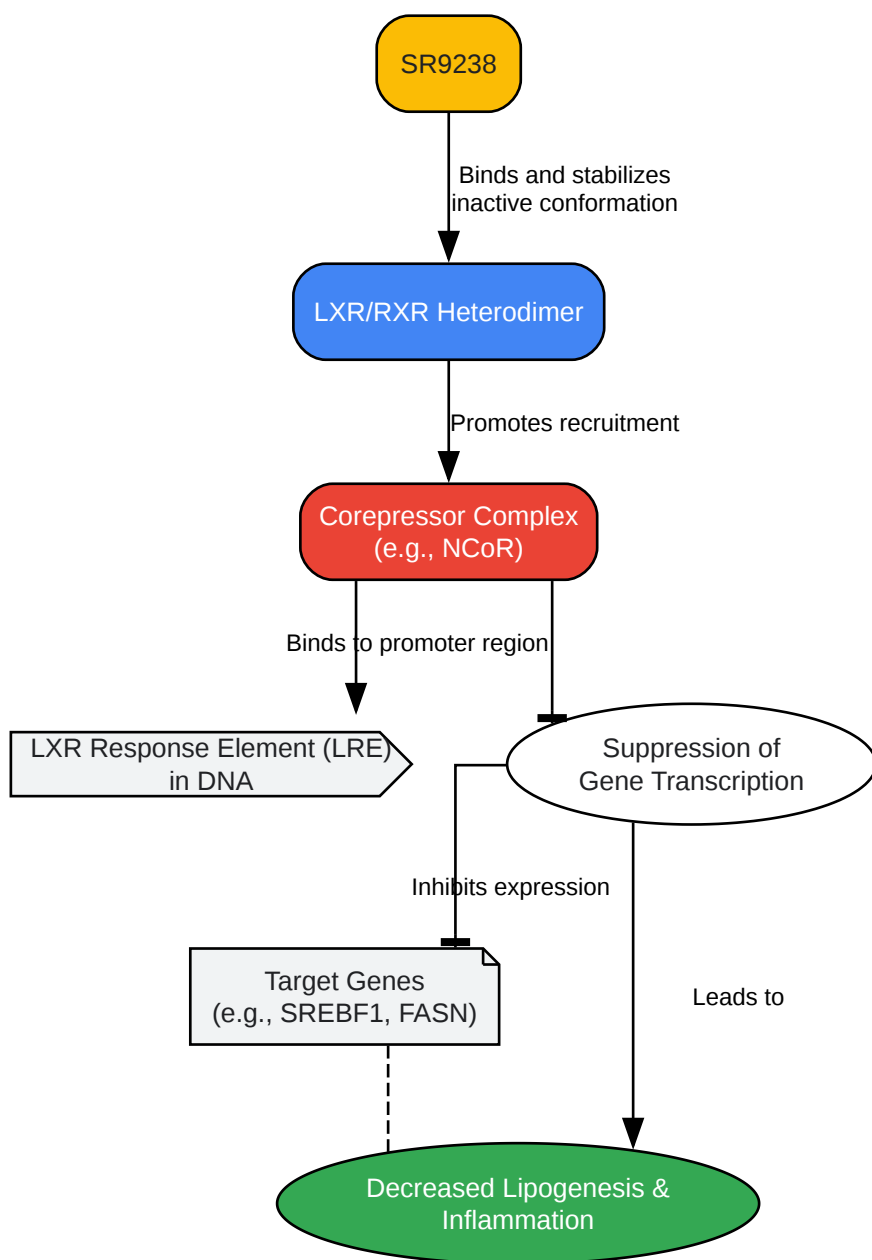 SR9238
Binds and stabilizes
inactive conformation
LXR/RXR Heterodimer
Promotes recruitment
Corepressor Complex
(e.g., NCoR)
Binds to promoter region
LXR Response Element (LRE)
in DNA
Suppression of
Gene Transcription
Inhibits expression
Target Genes
(e.g., SREBF1, FASN)
Leads to
Decreased Lipogenesis &
Inflammation